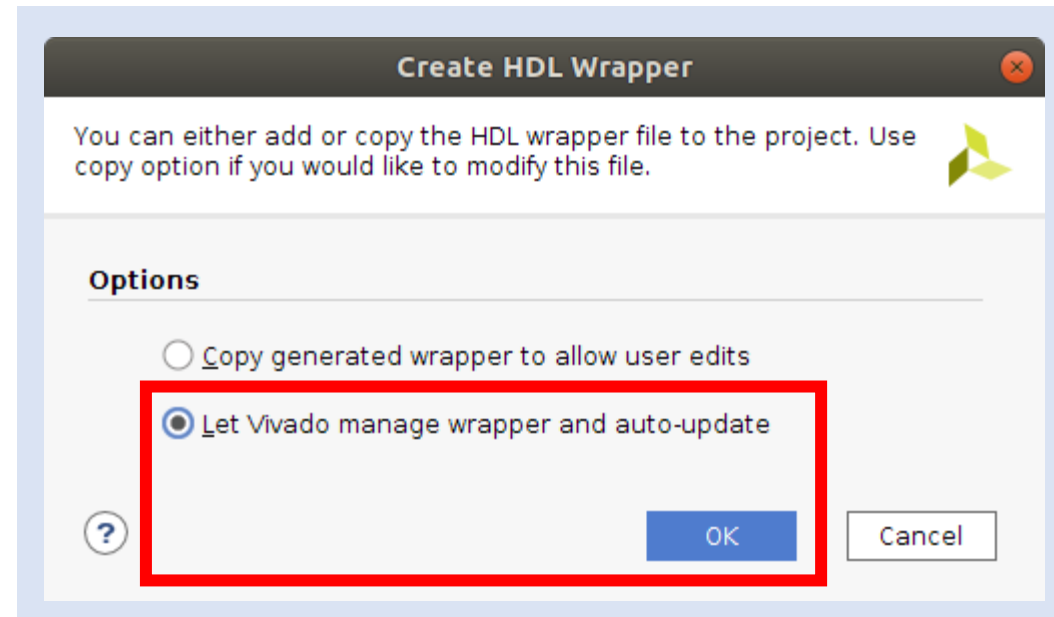 Create HDL Wrapper
You can either add or copy the HDL wrapper file to the project. Use
copy option if you would like to modify this file.
Options
Copy generated wrapper to allow user edits
Let Vivado manage wrapper and auto-update
?
OK
Cancel